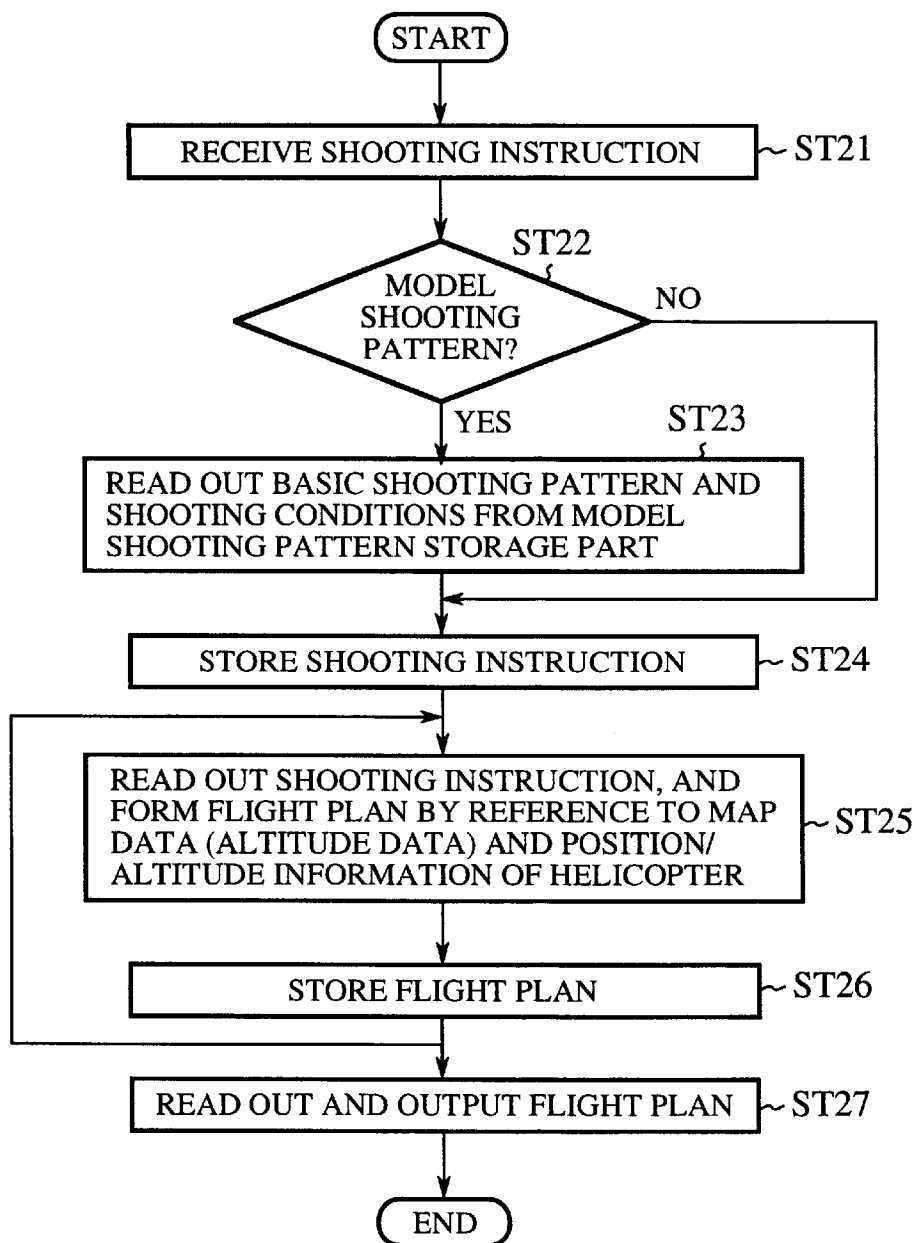 START
RECEIVE SHOOTING INSTRUCTION
ST21
ST22
MODEL
SHOOTING
PATTERN?
NO
YES
ST23
READ OUT BASIC SHOOTING PATTERN AND
SHOOTING CONDITIONS FROM MODEL
SHOOTING PATTERN STORAGE PART
STORE SHOOTING INSTRUCTION
ST24
READ OUT SHOOTING INSTRUCTION, AND
FORM FLIGHT PLAN BY REFERENCE TO MAP
DATA (ALTITUDE DATA) AND POSITION/
ALTITUDE INFORMATION OF HELICOPTER
ST25
STORE FLIGHT PLAN
ST26
READ OUT AND OUTPUT FLIGHT PLAN
ST27
END